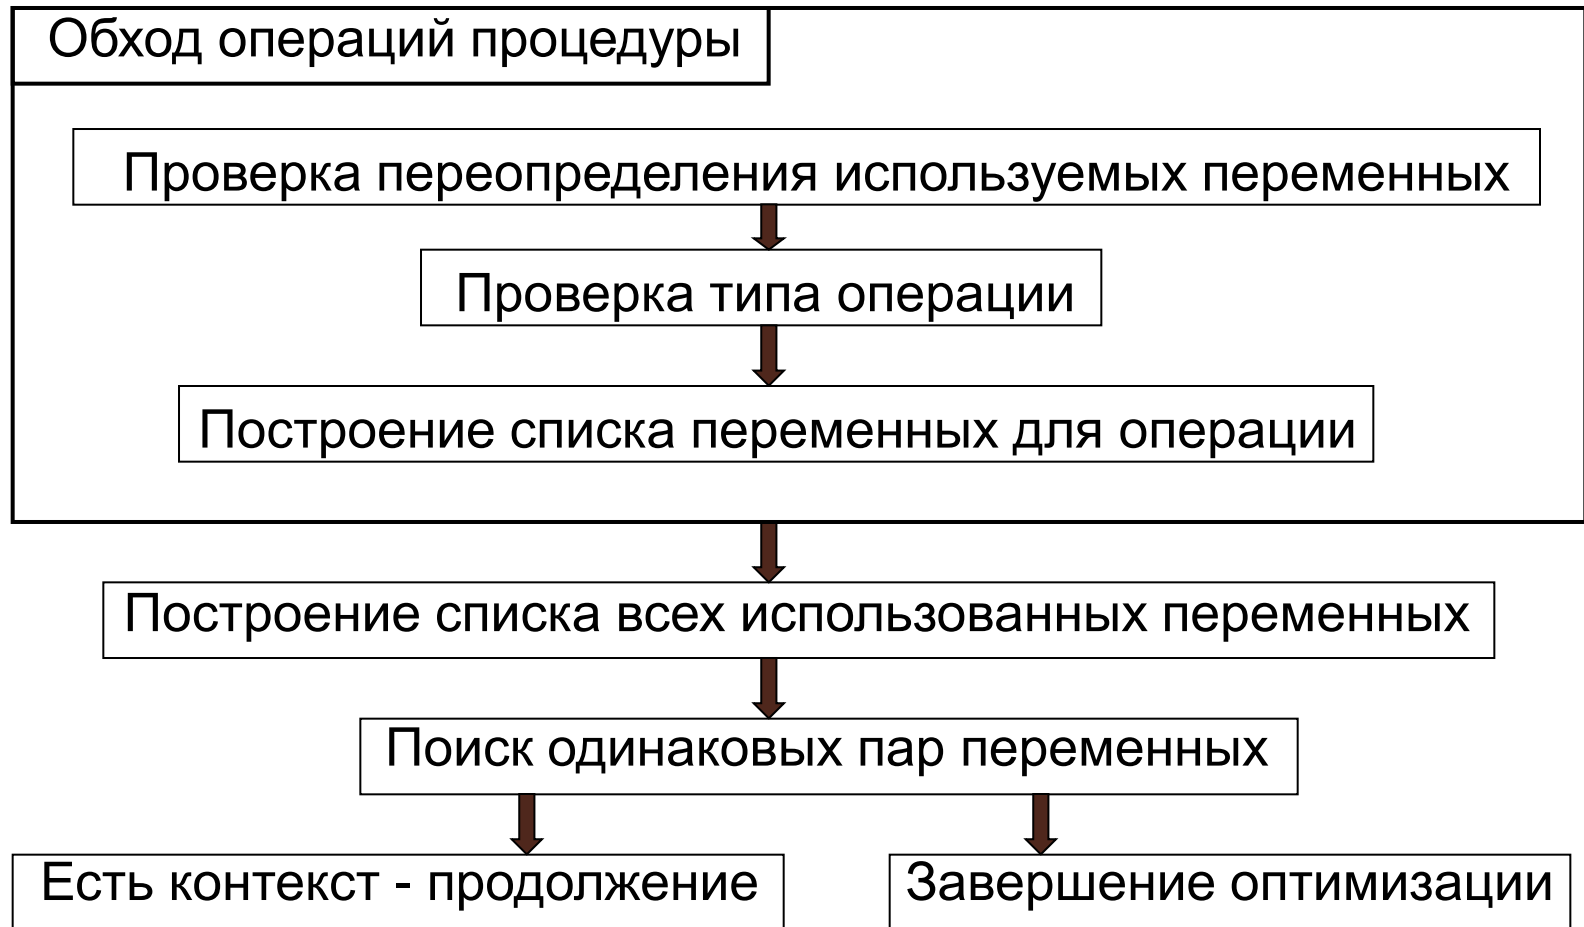 Обход операций процедуры
Проверка переопределения используемых переменных
Проверка типа операции
Построение списка переменных для операции
Построение списка всех использованных переменных
Поиск одинаковых пар переменных
Есть контекст - продолжение
Завершение оптимизации